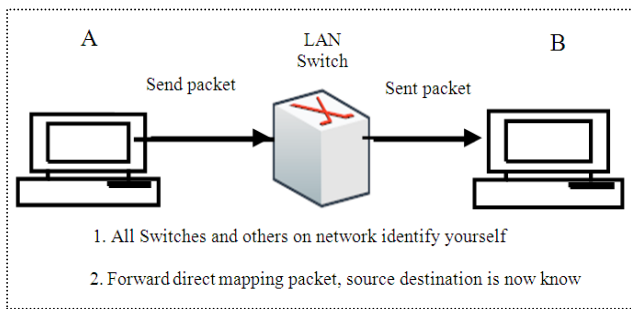 A
LAN
Switch
B
Send packet
Sent packet
1. All Switches and others on network identify yourself
2. Forward direct mapping packet, source destination is now know